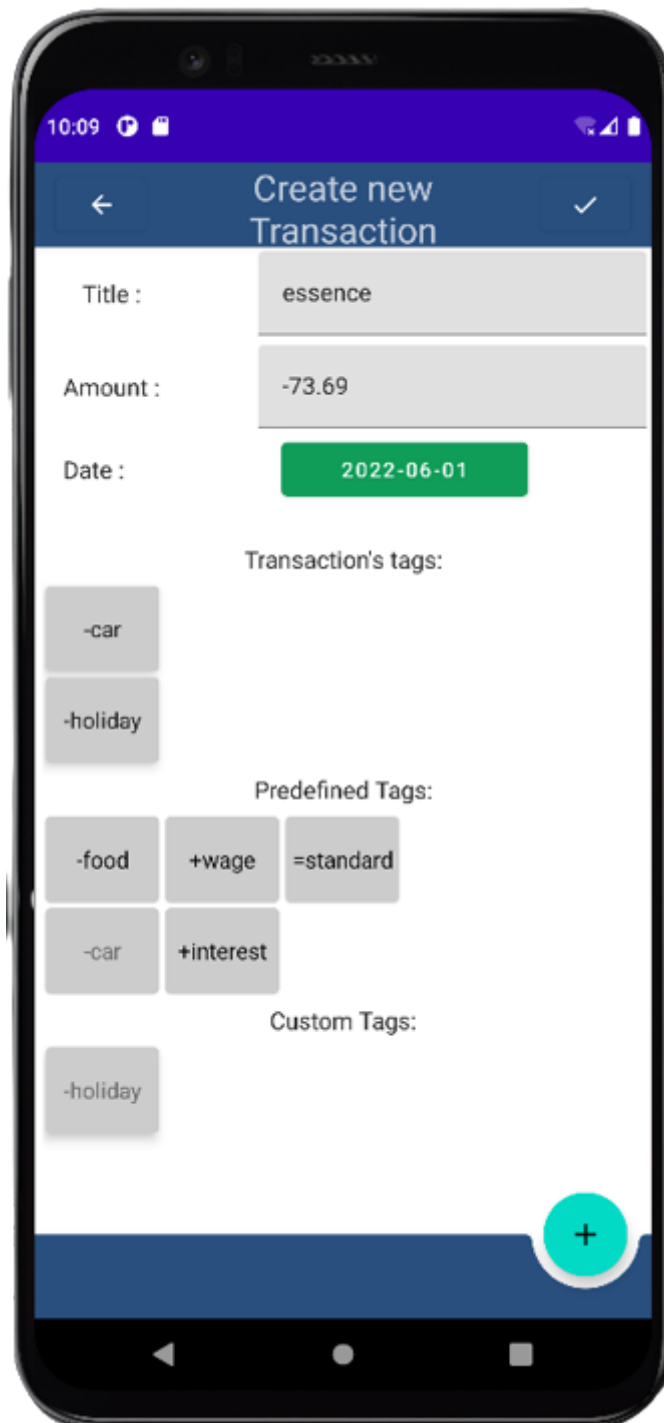 10:09
Create new
Transaction
Title :
essence
Amount :
-73.69
Date :
2022-06-01
Transaction's tags:
-car
-holiday
Predefined Tags:
-food +wage =standard
-car +interest
Custom Tags:
-holiday
+